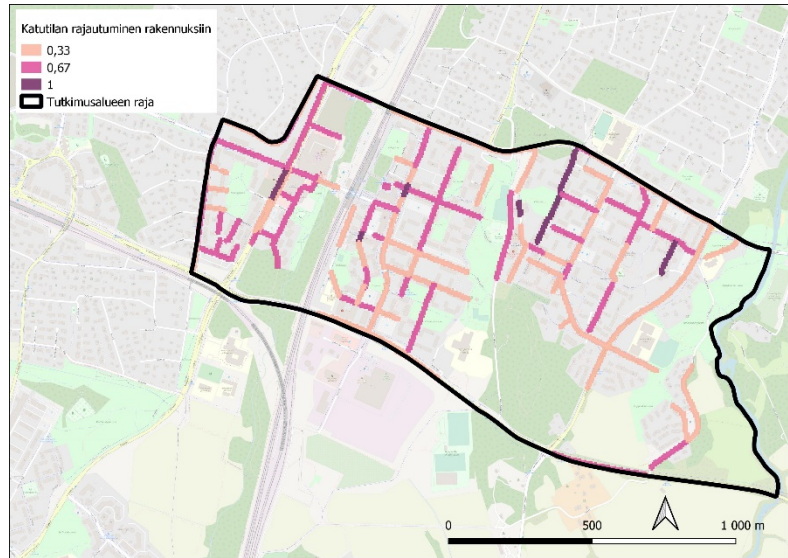 Katutilan rajautuminen rakennuksiin
0,33
0,67
1
Tutkimusalueen raja
0 500 1 000 m